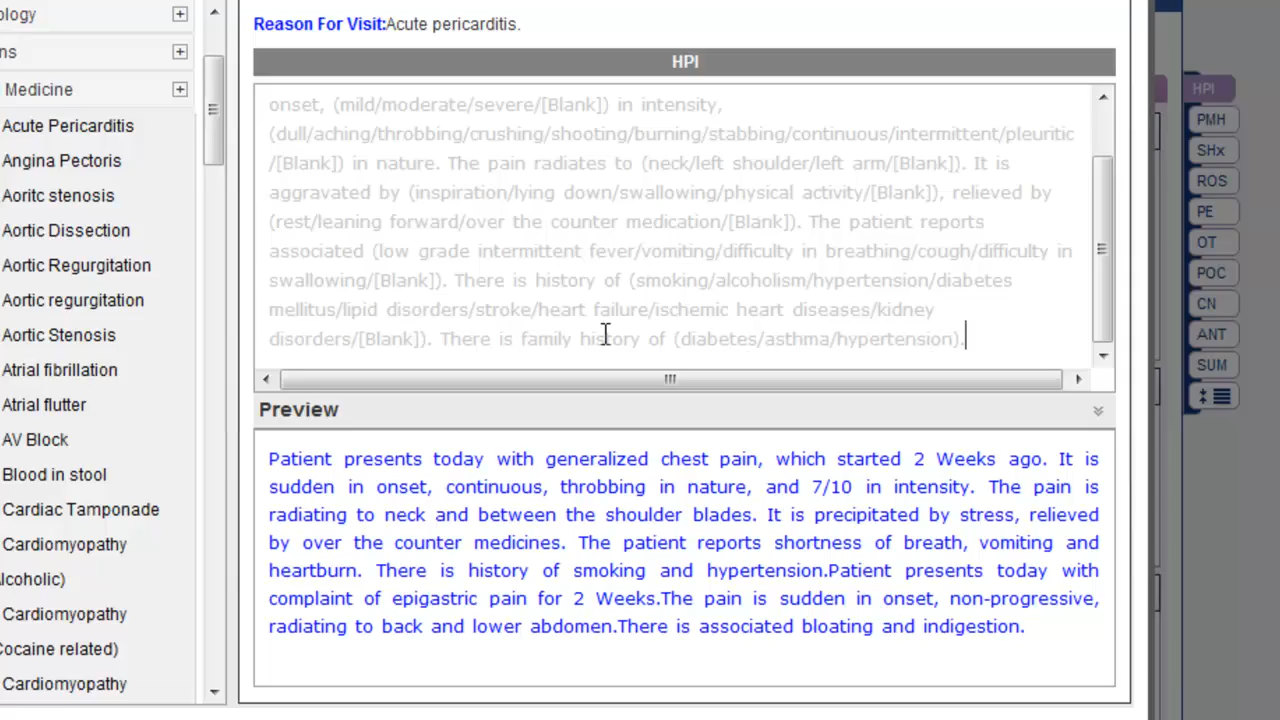 ology
Reason For Visit:Acute pericarditis.
ns
HPI
Medicine
HPI
onset, (mild/moderate/severe/[Blank]) in intensity,
(dull/aching/throbbing/crushing/shooting/burning/stabbing/continuous/intermittent/pleuritic
/[Blank]) in nature. The pain radiates to (neck/left shoulder/left arm/[Blank]). It is
aggravated by (inspiration/lying down/swallowing/physical activity/[Blank]), relieved by
(rest/leaning forward/over the counter medication/[Blank]). The patient reports
associated (low grade intermittent fever/vomiting/difficulty in breathing/cough/difficulty in
swallowing/[Blank]). There is history of (smoking/alcoholism/hypertension/diabetes
mellitus/lipid disorders/stroke/heart failure/ischemic heart diseases/kidney
disorders/[Blank]). There is family history of (diabetes/asthma/hypertension).
Acute Pericarditis
Angina Pectoris
Aoritc stenosis
Aortic Dissection
Aortic Regurgitation
Aortic regurgitation
Aortic Stenosis
Atrial fibrillation
Atrial flutter
AV Block
Blood in stool
Cardiac Tamponade
Cardiomyopathy
lcoholic)
Cardiomyopathy
Cocaine related)
Cardiomyopathy
PMH
SHx
ROS
PE
OT
POC
CN
ANT
SUM
Preview
Patient presents today with generalized chest pain, which started 2 Weeks ago. It is
sudden in onset, continuous, throbbing in nature, and 7/10 in intensity. The pain is
radiating to neck and between the shoulder blades. It is precipitated by stress, relieved
by over the counter medicines. The patient reports shortness of breath, vomiting and
heartburn. There is history of smoking and hypertension.Patient presents today with
complaint of epigastric pain for 2 Weeks.The pain is sudden in onset, non-progressive,
radiating to back and lower abdomen.There is associated bloating and indigestion.